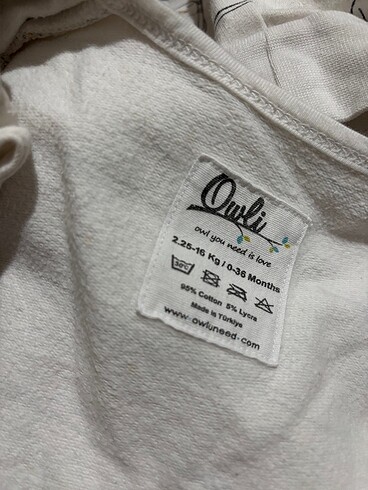 Owli
owl you need is love
2.25-16 Kg / 0-36 Months
30°
95% Cotton 5% Lycra
Made in Türkiye
www.owluneed.com